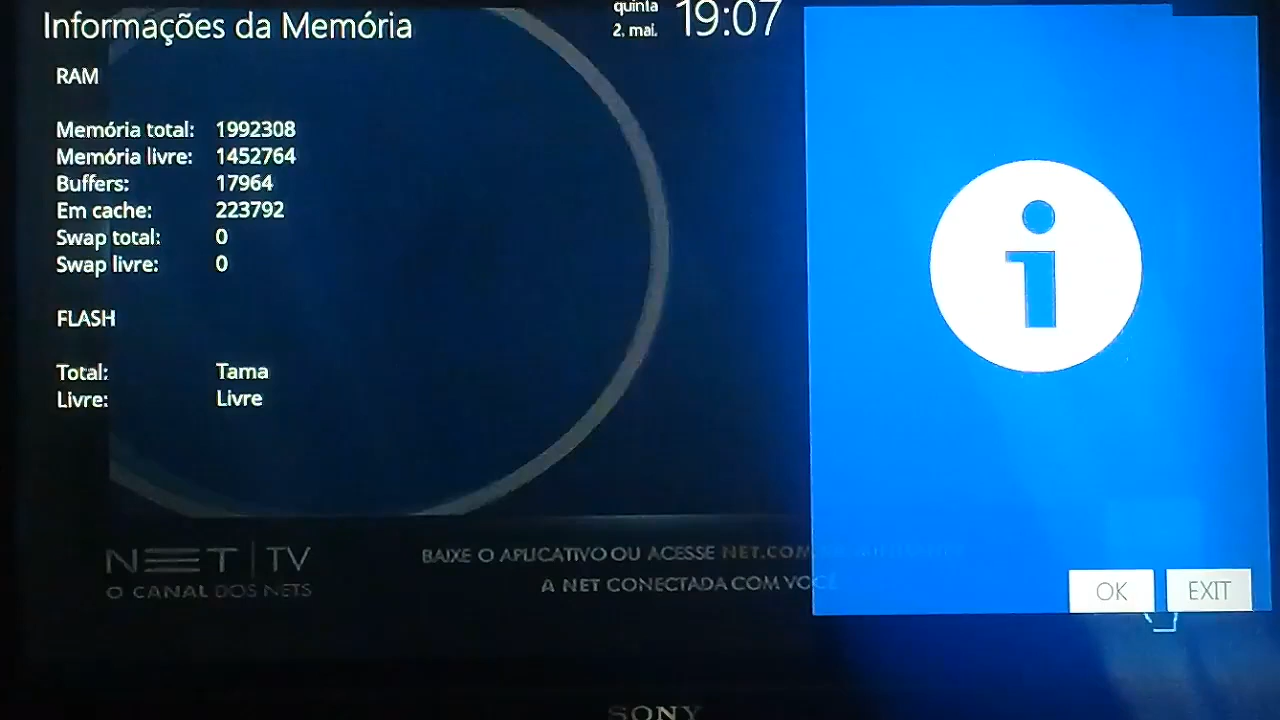 Informações da Memória
quinta 19:07
2. mai.
RAM
Memória total: 1992308
Memória livre: 1452764
Buffers: 17964
Em cache: 223792
Swap total: 0
Swap livre: 0
FLASH
Total: Tama
Livre: Livre
NET TV
O CANAL DOS NETS
BAIXE O APLICATIVO OU ACESSE NET.COM
A NET CONECTADA COM VOCÊ
OK EXIT
SONY